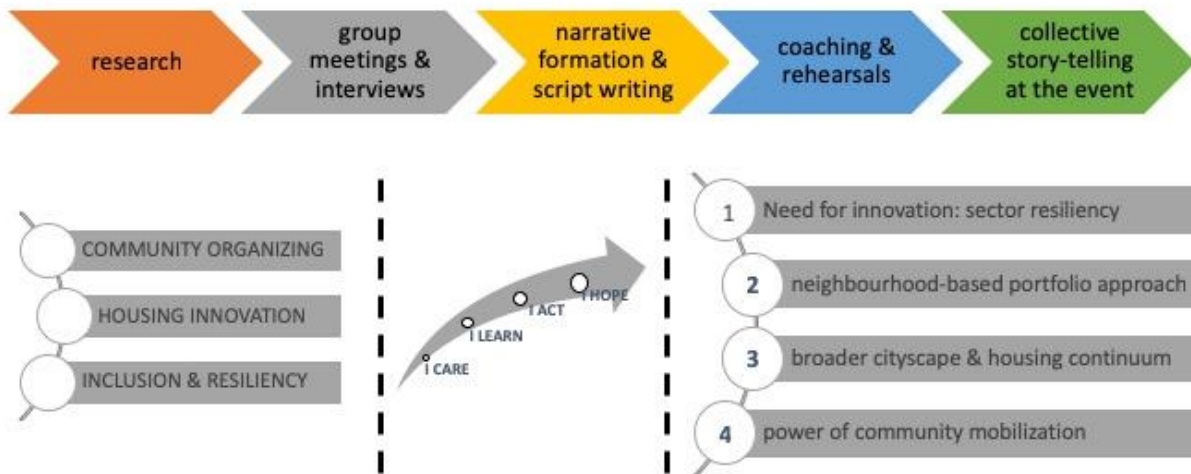 research
group
meetings &
interviews
narrative
formation &
script writing
coaching &
rehearsals
collective
story-telling
at the event
COMMUNITY ORGANIZING
HOUSING INNOVATION
INCLUSION & RESILIENCY
I CARE
I LEARN
I ACT
I HOPE
1 Need for innovation: sector resiliency
2 neighbourhood-based portfolio approach
3 broader cityscape & housing continuum
4 power of community mobilization